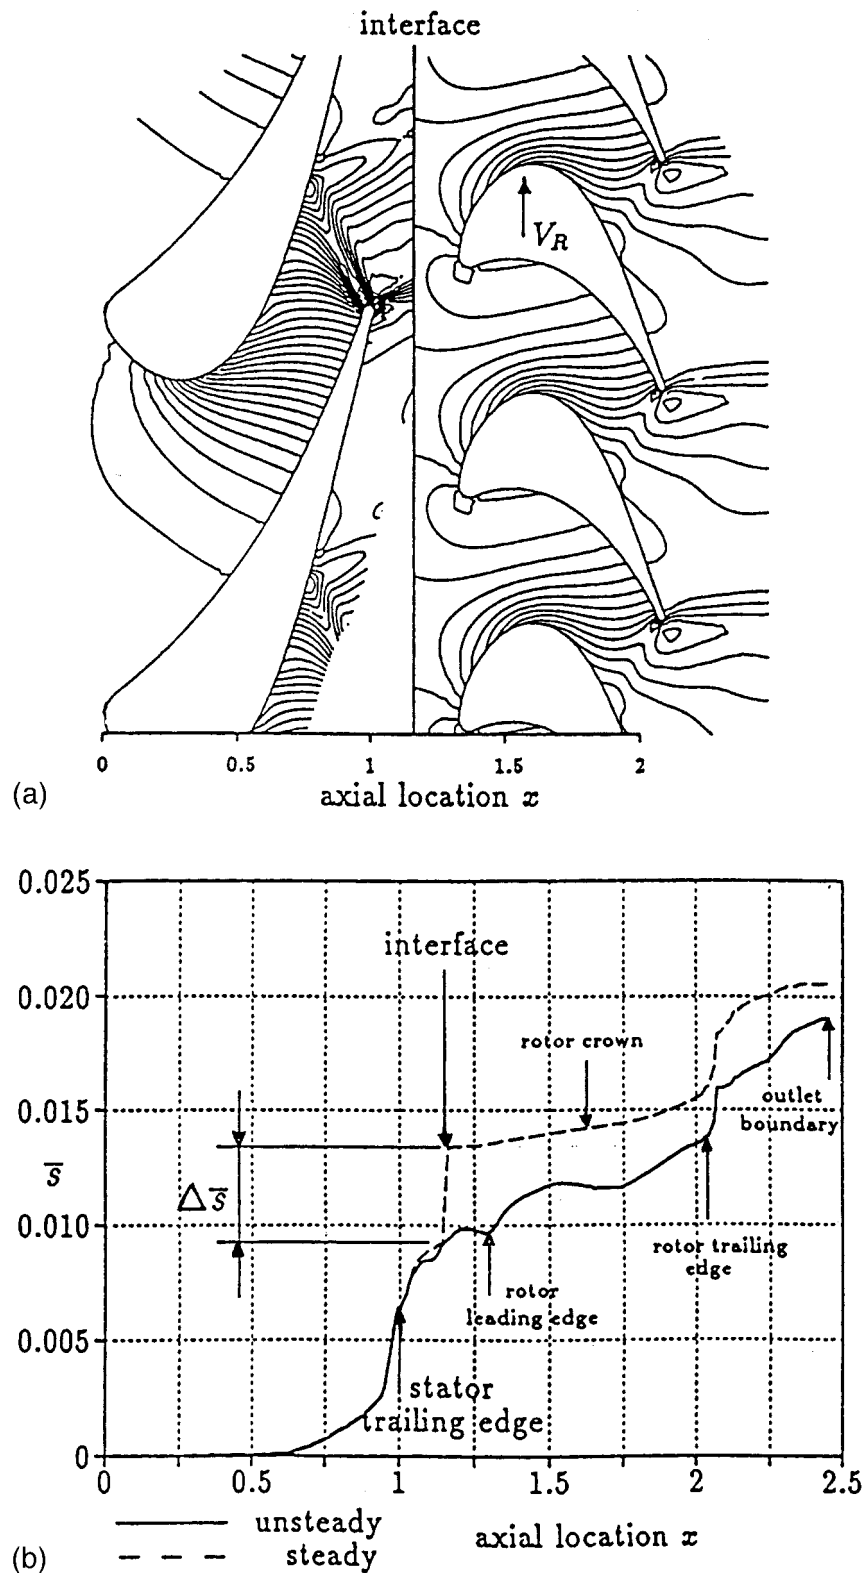 interface
V_R
0 0.5 1 1.5 2
(a)
axial location x
0.025
interface
0.020
rotor crown
0.015
outlet
boundary
s̅
Δs̅
0.010
rotor trailing
edge
rotor
leading edge
0.005
stator
trailing edge
0
0 0.5 1 1.5 2 2.5
unsteady
axial location x
steady
(b)